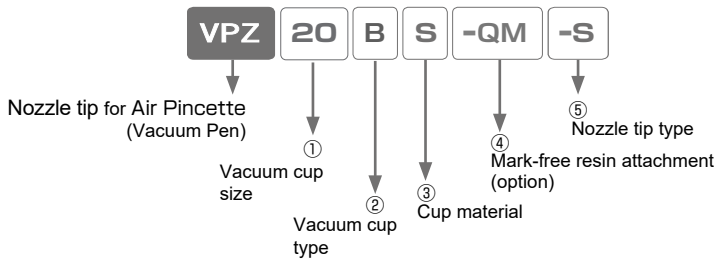 VPZ 20 B S -QM -S
Nozzle tip for Air Pincette
(Vacuum Pen)
①
Vacuum cup
size
②
Vacuum cup
type
③
Cup material
④
Mark-free resin attachment
(option)
⑤
Nozzle tip type